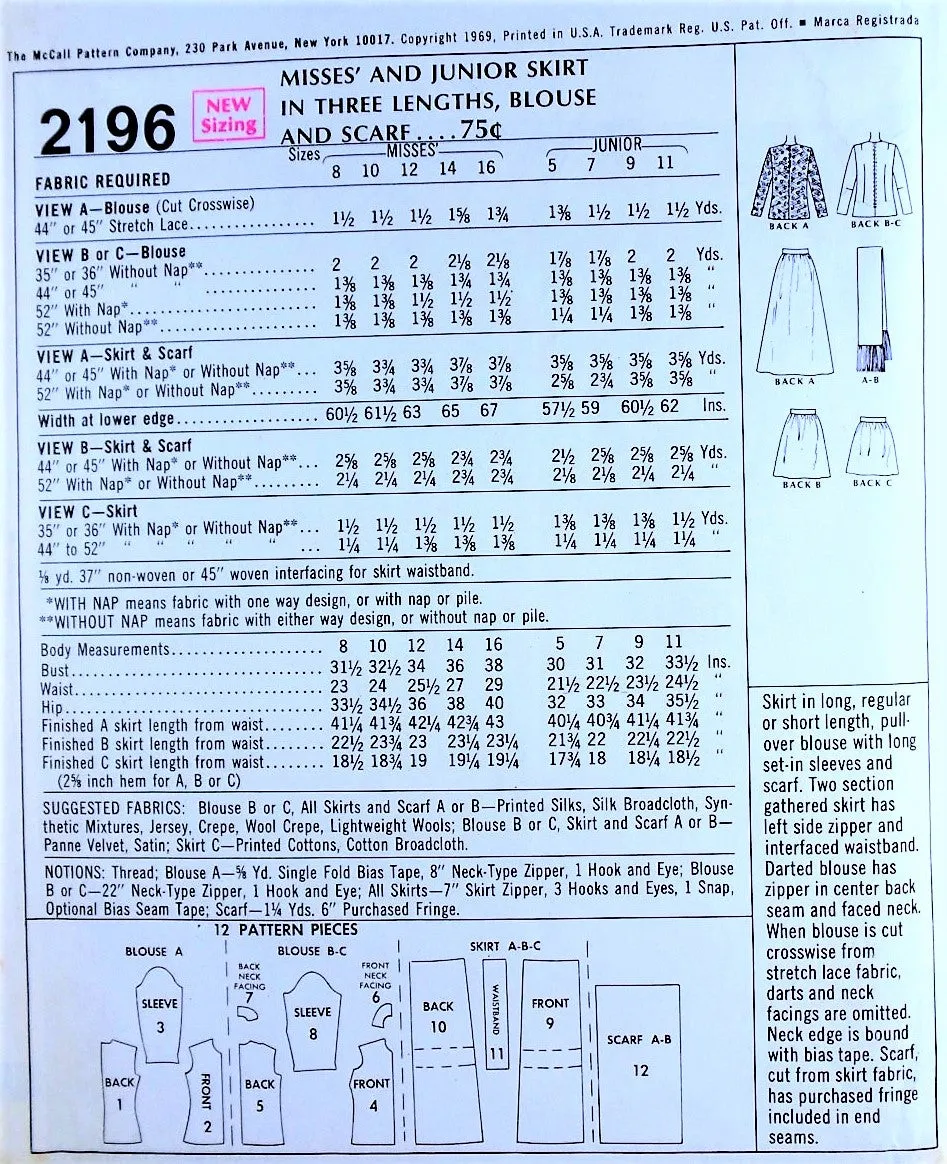 The McCall Pattern Company, 230 Park Avenue, New York 10017. Copyright 1969, Printed in U.S.A. Trademark Reg. U.S. Pat. Off. ■ Marca Registrada
2196
NEW
Sizing
MISSES' AND JUNIOR SKIRT
IN THREE LENGTHS, BLOUSE
AND SCARF....75¢
Sizes MISSES' JUNIOR
FABRIC REQUIRED 8 10 12 14 16 5 7 9 11
VIEW A—Blouse (Cut Crosswise)
44" or 45" Stretch Lace................. 1½ 1½ 1½ 1⅝ 1¾ 1⅜ 1½ 1½ 1½ Yds.
VIEW B or C—Blouse
35" or 36" Without Nap**............... 2 2 2 2⅛ 2⅛ 1⅞ 1⅞ 2 2 Yds.
44" or 45" " " ............... 1⅜ 1⅜ 1⅜ 1¾ 1¾ 1⅜ 1⅜ 1⅜ 1⅜ "
52" With Nap*......................... 1⅜ 1⅜ 1½ 1½ 1½ 1⅜ 1⅜ 1⅜ 1⅜ "
52" Without Nap**..................... 1⅜ 1⅜ 1⅜ 1⅜ 1⅜ 1¼ 1¼ 1⅜ 1⅜ "
VIEW A—Skirt & Scarf
44" or 45" With Nap* or Without Nap**... 3⅝ 3¾ 3¾ 3⅞ 3⅞ 3⅝ 3⅝ 3⅝ 3⅝ Yds.
52" With Nap* or Without Nap**......... 3⅝ 3¾ 3¾ 3⅞ 3⅞ 2⅝ 2¾ 3⅝ 3⅝ "
Width at lower edge.................... 60½ 61½ 63 65 67 57½ 59 60½ 62 Ins.
VIEW B—Skirt & Scarf
44" or 45" With Nap* or Without Nap**... 2⅝ 2⅝ 2⅝ 2¾ 2¾ 2½ 2⅝ 2⅝ 2⅝ Yds.
52" With Nap* or Without Nap**......... 2¼ 2¼ 2¼ 2¾ 2¾ 2⅛ 2⅛ 2¼ 2¼ "
VIEW C—Skirt
35" or 36" With Nap* or Without Nap**... 1½ 1½ 1½ 1½ 1½ 1⅜ 1⅜ 1⅜ 1½ Yds.
44" to 52" " " " " " ... 1¼ 1¼ 1⅜ 1⅜ 1⅜ 1¼ 1¼ 1¼ 1¼ "
⅛ yd. 37" non-woven or 45" woven interfacing for skirt waistband.
*WITH NAP means fabric with one way design, or with nap or pile.
**WITHOUT NAP means fabric with either way design, or without nap or pile.
Body Measurements..................... 8 10 12 14 16 5 7 9 11
Bust................................. 31½ 32½ 34 36 38 30 31 32 33½ Ins.
Waist................................ 23 24 25½ 27 29 21½ 22½ 23½ 24½ "
Hip.................................. 33½ 34½ 36 38 40 32 33 34 35½ "
Finished A skirt length from waist....... 41¼ 41¾ 42¼ 42¾ 43 40¼ 40¾ 41¼ 41¾ "
Finished B skirt length from waist....... 22½ 23¾ 23 23¼ 23¼ 21¾ 22 22¼ 22½ "
Finished C skirt length from waist....... 18½ 18¾ 19 19¼ 19¼ 17¾ 18 18¼ 18½ "
(2⅝ inch hem for A, B or C)
SUGGESTED FABRICS: Blouse B or C, All Skirts and Scarf A or B—Printed Silks, Silk Broadcloth, Syn-
thetic Mixtures, Jersey, Crepe, Wool Crepe, Lightweight Wools; Blouse B or C, Skirt and Scarf A or B—
Panne Velvet, Satin; Skirt C—Printed Cottons, Cotton Broadcloth.
NOTIONS: Thread; Blouse A—⅝ Yd. Single Fold Bias Tape, 8" Neck-Type Zipper, 1 Hook and Eye; Blouse
B or C—22" Neck-Type Zipper, 1 Hook and Eye; All Skirts—7" Skirt Zipper, 3 Hooks and Eyes, 1 Snap,
Optional Bias Seam Tape; Scarf—1¼ Yds. 6" Purchased Fringe.
12 PATTERN PIECES
BLOUSE A
SLEEVE
3
BACK
1
FRONT
2
BLOUSE B-C
BACK
NECK
FACING
7
SLEEVE
8
FRONT
NECK
FACING
6
BACK
5
FRONT
4
SKIRT A-B-C
BACK
10
WAISTBAND
11
FRONT
9
SCARF A-B
12
BACK A
BACK B-C
BACK A
A-B
BACK B
BACK C
Skirt in long, regular
or short length, pull-
over blouse with long
set-in sleeves and
scarf. Two section
gathered skirt has
left side zipper and
interfaced waistband.
Darted blouse has
zipper in center back
seam and faced neck.
When blouse is cut
crosswise from
stretch lace fabric,
darts and neck
facings are omitted.
Neck edge is bound
with bias tape. Scarf,
cut from skirt fabric,
has purchased fringe
included in end
seams.